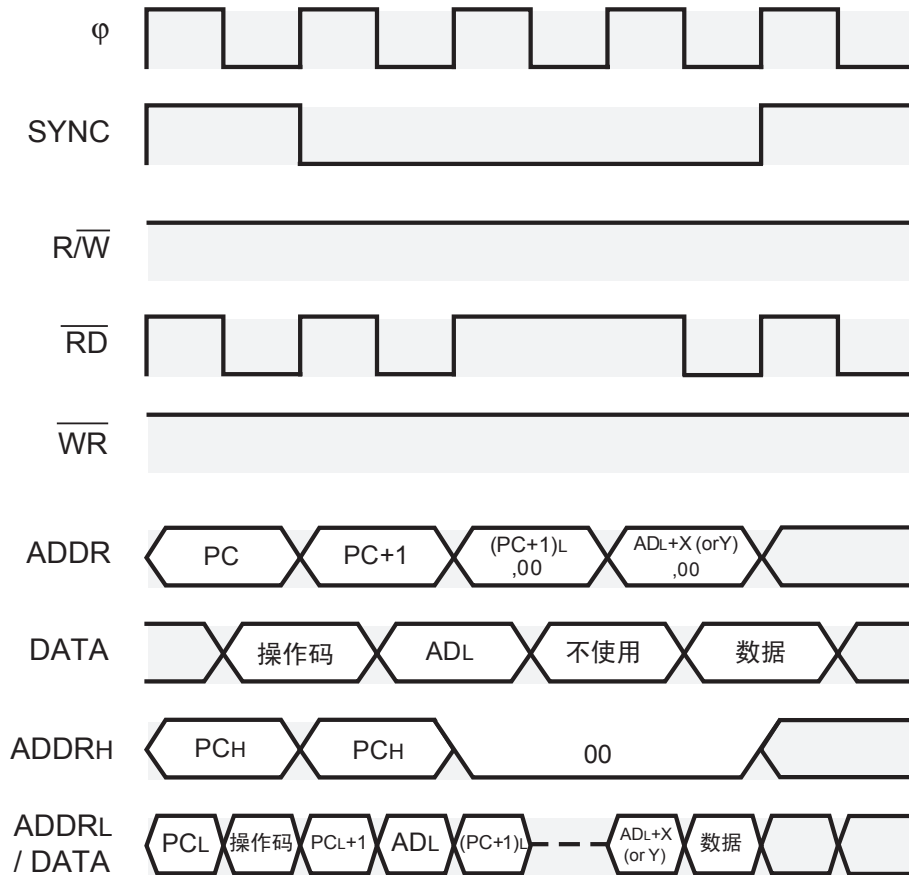 φ
SYNC
R/W̅
R̅D̅
W̅R̅
ADDR PC PC+1 (PC+1)L ADL+X (orY)
,00 ,00
DATA 操作码 ADL 不使用 数据
ADDRH PCH PCH 00
ADDRL
/ DATA
PCL 操作码 PCL+1 ADL (PC+1)L ADL+X
(or Y)
数据